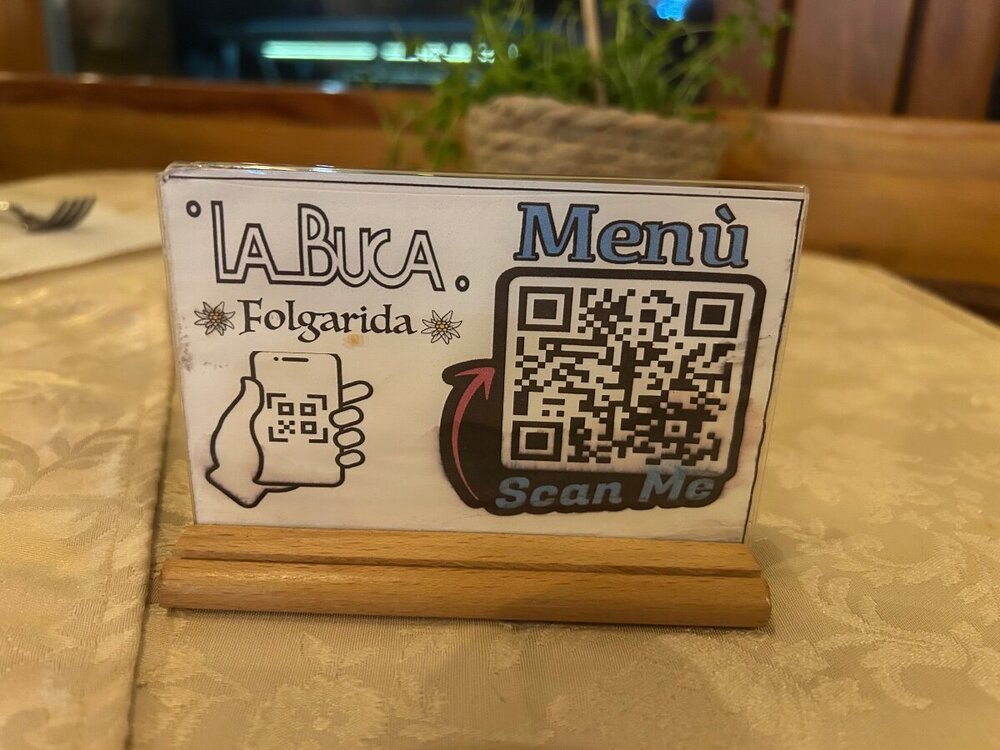 LA BUCA
Folgarida
Menù
Scan Me